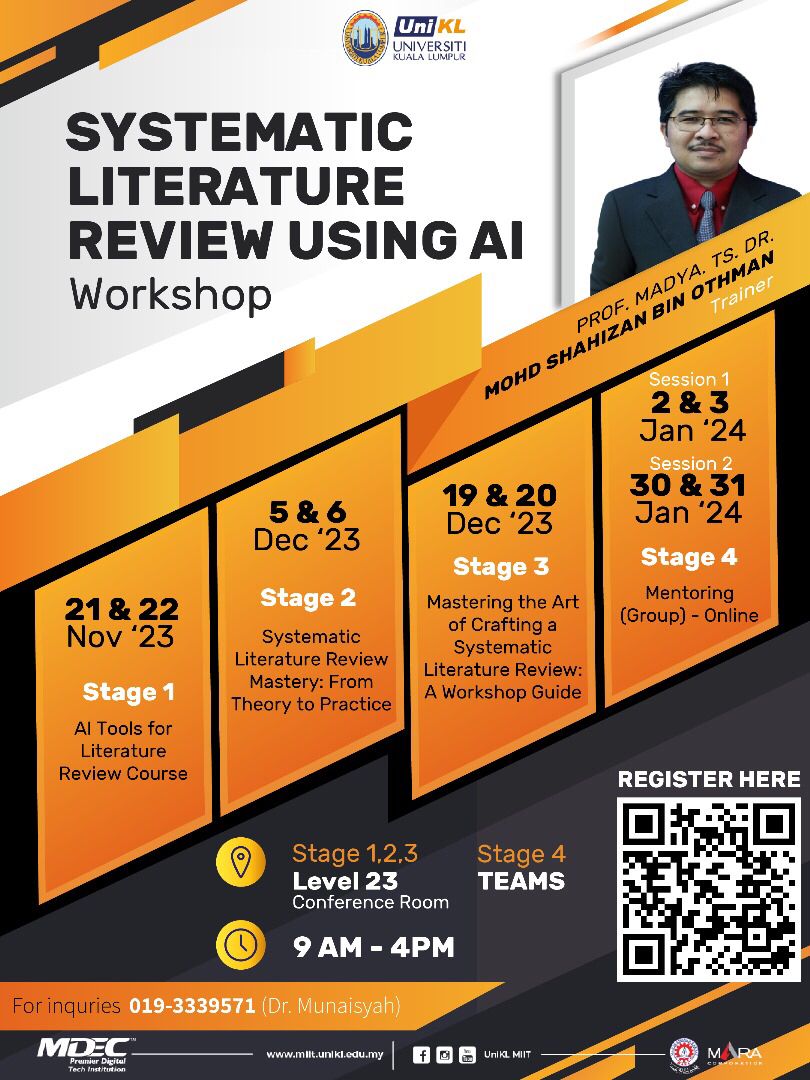 UniKL
UNIVERSITI
KUALA LUMPUR
SYSTEMATIC
LITERATURE
REVIEW USING AI
Workshop
PROF. MADYA. TS. DR.
MOHD SHAHIZAN BIN OTHMAN
Trainer
21 & 22
Nov ‘23
Stage 1
AI Tools for
Literature
Review Course
5 & 6
Dec ‘23
Stage 2
Systematic
Literature Review
Mastery: From
Theory to Practice
19 & 20
Dec ‘23
Stage 3
Mastering the Art
of Crafting a
Systematic
Literature Review:
A Workshop Guide
Session 1
2 & 3
Jan ‘24
Session 2
30 & 31
Jan ‘24
Stage 4
Mentoring
(Group) - Online
REGISTER HERE
Stage 1,2,3
Level 23
Conference Room
Stage 4
TEAMS
9 AM - 4PM
For inquries 019-3339571 (Dr. Munaisyah)
MDEC
Premier Digital
Tech Institution
www.miit.unikl.edu.my
UniKL MIIT
MARA
CORPORATION